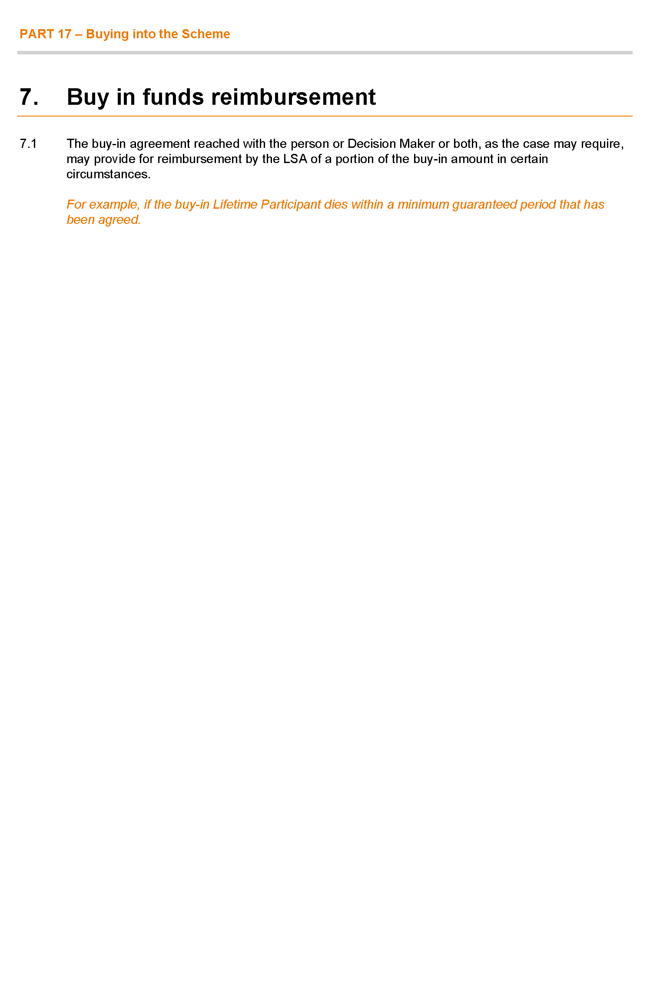 PART 17 – Buying into the Scheme
7. Buy in funds reimbursement
7.1 The buy-in agreement reached with the person or Decision Maker or both, as the case may require,
may provide for reimbursement by the LSA of a portion of the buy-in amount in certain
circumstances.
For example, if the buy-in Lifetime Participant dies within a minimum guaranteed period that has
been agreed.